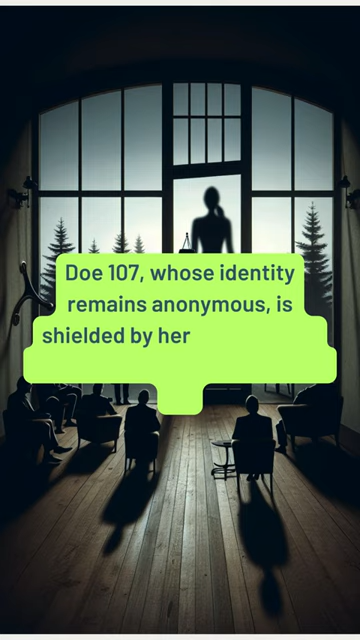 Doe 107, whose identity
remains anonymous, is
shielded by her